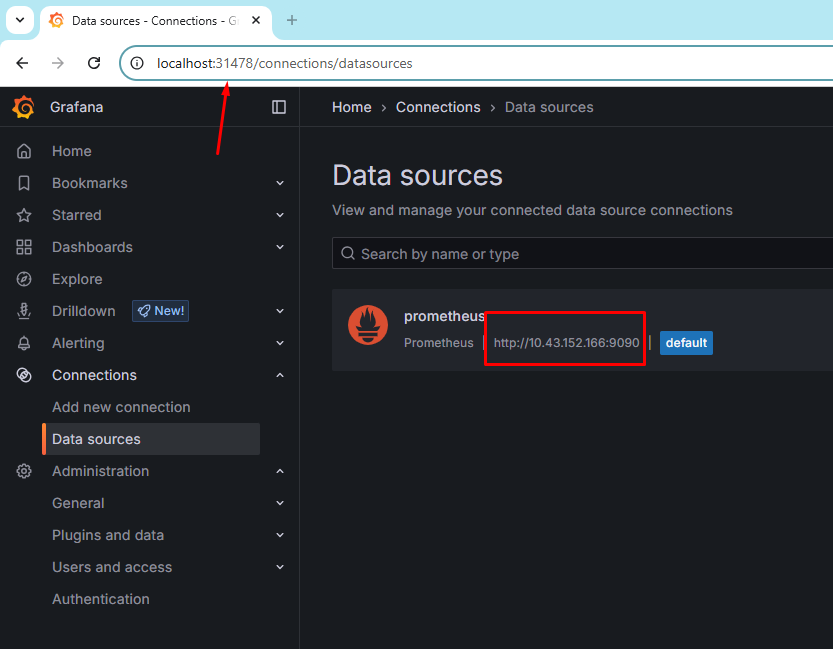 Data sources - Connections - G
localhost:31478/connections/datasources
Grafana
Home › Connections › Data sources
Home
Bookmarks
Starred
Dashboards
Explore
Drilldown New!
Alerting
Connections
Add new connection
Data sources
Administration
General
Plugins and data
Users and access
Authentication
Data sources
View and manage your connected data source connections
Search by name or type
prometheus
Prometheus | http://10.43.152.166:9090 | default